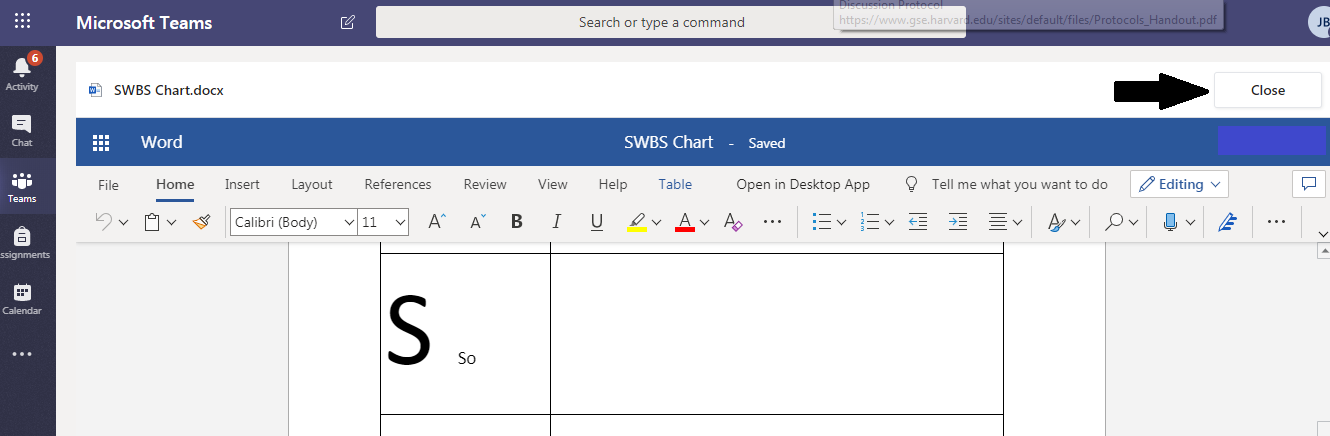 Microsoft Teams
Search or type a command
Discussion Protocol
https://www.gse.harvard.edu/sites/default/files/Protocols_Handout.pdf
JB
6
Activity
Chat
Teams
ssignments
Calendar
SWBS Chart.docx
Close
Word
SWBS Chart - Saved
File Home Insert Layout References Review View Help Table Open in Desktop App Tell me what you want to do Editing
Calibri (Body) 11 A A B I U A A
S So